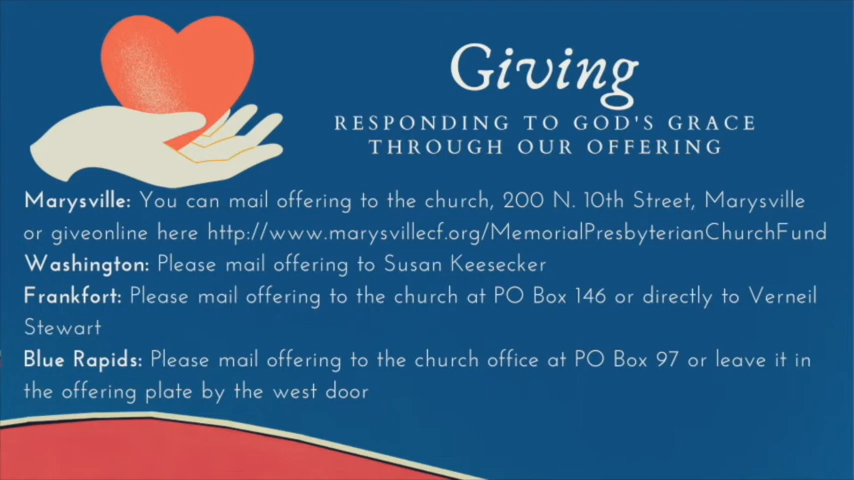 Giving
RESPONDING TO GOD'S GRACE
THROUGH OUR OFFERING
Marysville: You can mail offering to the church, 200 N. 10th Street, Marysville
or giveonline here http://www.marysvillecf.org/MemorialPresbyterianChurchFund
Washington: Please mail offering to Susan Keesecker
Frankfort: Please mail offering to the church at PO Box 146 or directly to Verneil
Stewart
Blue Rapids: Please mail offering to the church office at PO Box 97 or leave it in
the offering plate by the west door